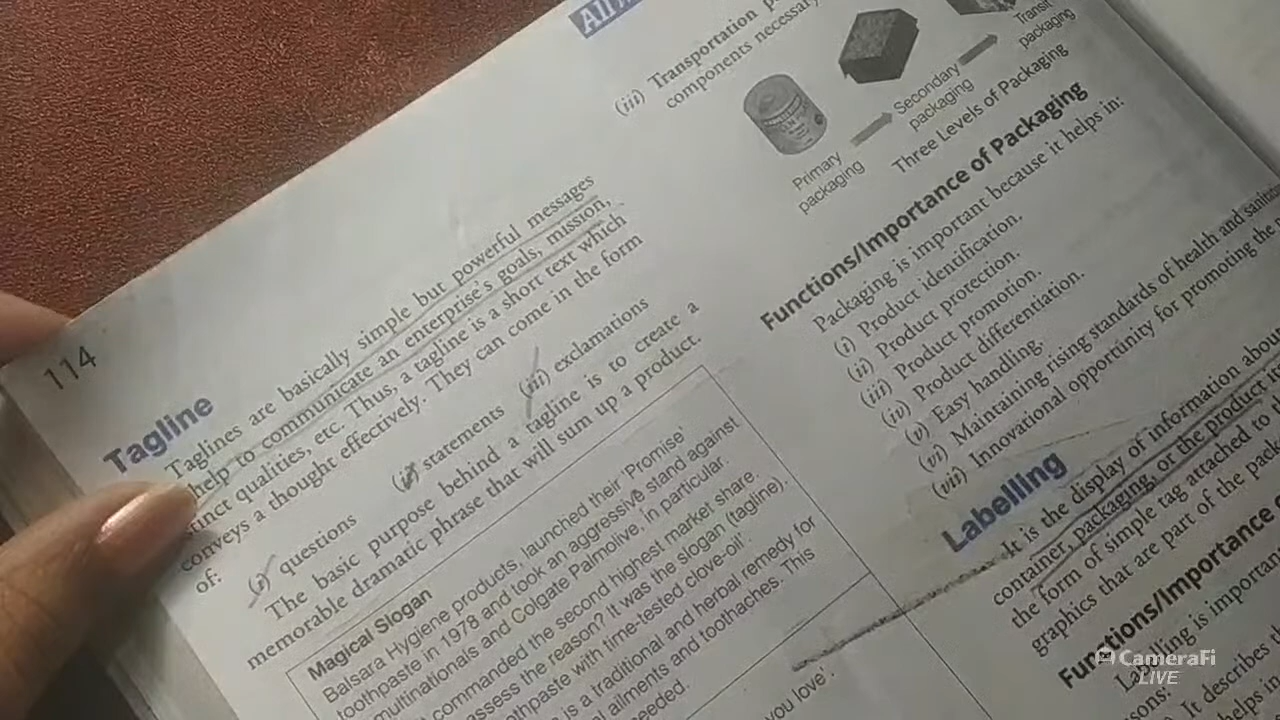 114
Tagline
Taglines are basically simple but powerful messages
help to communicate an enterprise's goals, mission,
tinct qualities, etc. Thus, a tagline is a short text which
conveys a thought effectively. They can come in the form
of:
(i) questions (ii) statements (iii) exclamations
The basic purpose behind a tagline is to create a
memorable dramatic phrase that will sum up a product.
Magical Slogan
Balsara Hygiene products, launched their 'Promise'
toothpaste in 1978 and took an aggressive stand against
multinationals and Colgate Palmolive, in particular.
commanded the second highest market share.
assess the reason? It was the slogan (tagline)
othpaste with time-tested clove-oil'.
is a traditional and herbal remedy for
al ailments and toothaches. This
needed.
you love'.
(iii) Transportation
components necessary
Primary
packaging
Secondary
packaging
Transit
packaging
Three Levels of Packaging
Functions/Importance of Packaging
Packaging is important because it helps in:
(i) Product identification.
(ii) Product protection.
(iii) Product promotion.
(iv) Product differentiation.
(v) Easy handling.
(vi) Maintaining rising standards of health and
(vii) Innovational opportunity for promoting the
Labelling
It is the display of information
container, packaging, or the product
the form of simple tag attached to
graphics that are part of the
Functions/Importance
Labelling is
It describes
helps in
CameraFi
LIVE